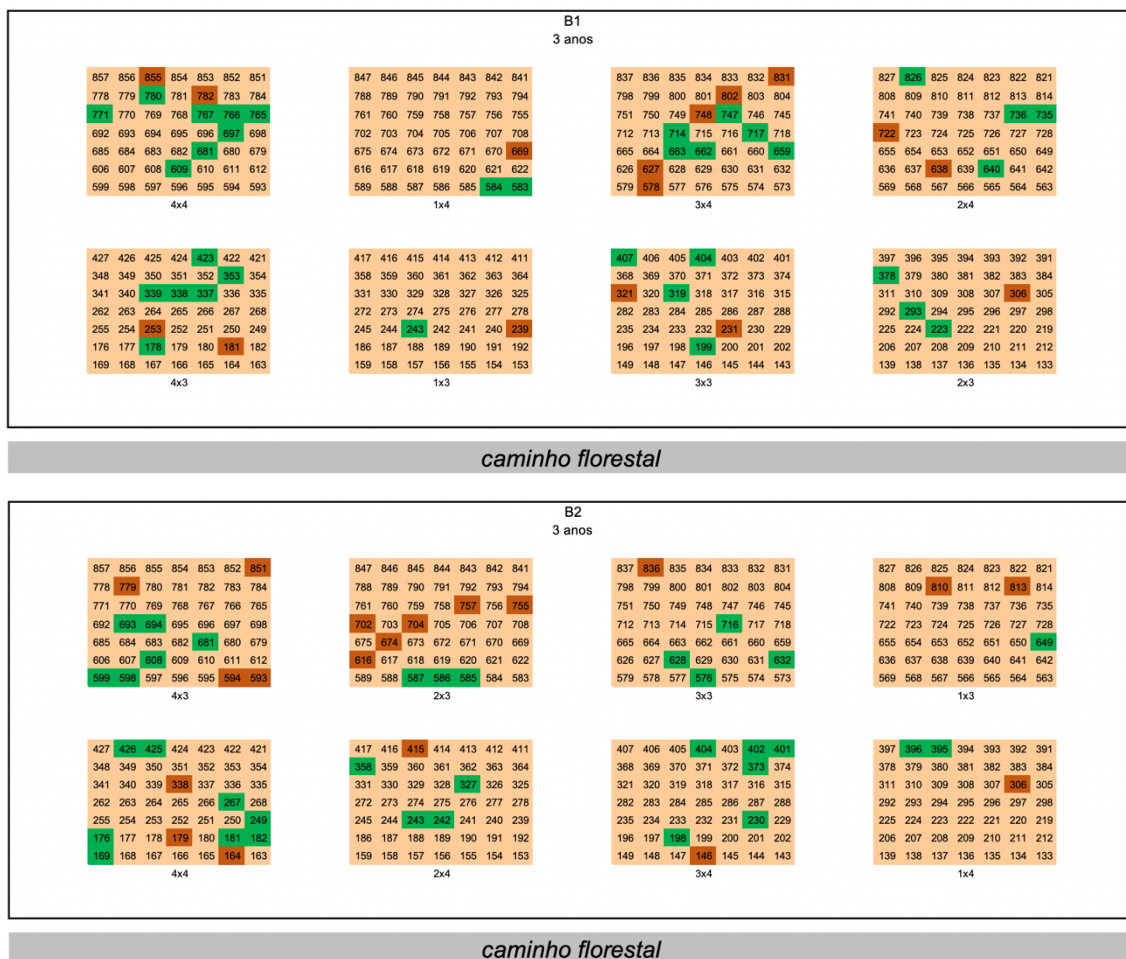 B1
3 anos
857 856 855 854 853 852 851 847 846 845 844 843 842 841 837 836 835 834 833 832 831 827 826 825 824 823 822 821
778 779 780 781 782 783 784 788 789 790 791 792 793 794 798 799 800 801 802 803 804 808 809 810 811 812 813 814
771 770 769 768 767 766 765 761 760 759 758 757 756 755 751 750 749 748 747 746 745 741 740 739 738 737 736 735
692 693 694 695 696 697 698 702 703 704 705 706 707 708 712 713 714 715 716 717 718 722 723 724 725 726 727 728
685 684 683 682 681 680 679 675 674 673 672 671 670 669 665 664 663 662 661 660 659 655 654 653 652 651 650 649
606 607 608 609 610 611 612 616 617 618 619 620 621 622 626 627 628 629 630 631 632 636 637 638 639 640 641 642
599 598 597 596 595 594 593 589 588 587 586 585 584 583 579 578 577 576 575 574 573 569 568 567 566 565 564 563
4x4 1x4 3x4 2x4
427 426 425 424 423 422 421 417 416 415 414 413 412 411 407 406 405 404 403 402 401 397 396 395 394 393 392 391
348 349 350 351 352 353 354 358 359 360 361 362 363 364 368 369 370 371 372 373 374 378 379 380 381 382 383 384
341 340 339 338 337 336 335 331 330 329 328 327 326 325 321 320 319 318 317 316 315 311 310 309 308 307 306 305
262 263 264 265 266 267 268 272 273 274 275 276 277 278 282 283 284 285 286 287 288 292 293 294 295 296 297 298
255 254 253 252 251 250 249 245 244 243 242 241 240 239 235 234 233 232 231 230 229 225 224 223 222 221 220 219
176 177 178 179 180 181 182 186 187 188 189 190 191 192 196 197 198 199 200 201 202 206 207 208 209 210 211 212
169 168 167 166 165 164 163 159 158 157 156 155 154 153 149 148 147 146 145 144 143 139 138 137 136 135 134 133
4x3 1x3 3x3 2x3
caminho florestal
B2
3 anos
857 856 855 854 853 852 851 847 846 845 844 843 842 841 837 836 835 834 833 832 831 827 826 825 824 823 822 821
778 779 780 781 782 783 784 788 789 790 791 792 793 794 798 799 800 801 802 803 804 808 809 810 811 812 813 814
771 770 769 768 767 766 765 761 760 759 758 757 756 755 751 750 749 748 747 746 745 741 740 739 738 737 736 735
692 693 694 695 696 697 698 702 703 704 705 706 707 708 712 713 714 715 716 717 718 722 723 724 725 726 727 728
685 684 683 682 681 680 679 675 674 673 672 671 670 669 665 664 663 662 661 660 659 655 654 653 652 651 650 649
606 607 608 609 610 611 612 616 617 618 619 620 621 622 626 627 628 629 630 631 632 636 637 638 639 640 641 642
599 598 597 596 595 594 593 589 588 587 586 585 584 583 579 578 577 576 575 574 573 569 568 567 566 565 564 563
4x3 2x3 3x3 1x3
427 426 425 424 423 422 421 417 416 415 414 413 412 411 407 406 405 404 403 402 401 397 396 395 394 393 392 391
348 349 350 351 352 353 354 358 359 360 361 362 363 364 368 369 370 371 372 373 374 378 379 380 381 382 383 384
341 340 339 338 337 336 335 331 330 329 328 327 326 325 321 320 319 318 317 316 315 311 310 309 308 307 306 305
262 263 264 265 266 267 268 272 273 274 275 276 277 278 282 283 284 285 286 287 288 292 293 294 295 296 297 298
255 254 253 252 251 250 249 245 244 243 242 241 240 239 235 234 233 232 231 230 229 225 224 223 222 221 220 219
176 177 178 179 180 181 182 186 187 188 189 190 191 192 196 197 198 199 200 201 202 206 207 208 209 210 211 212
169 168 167 166 165 164 163 159 158 157 156 155 154 153 149 148 147 146 145 144 143 139 138 137 136 135 134 133
4x4 2x4 3x4 1x4
caminho florestal